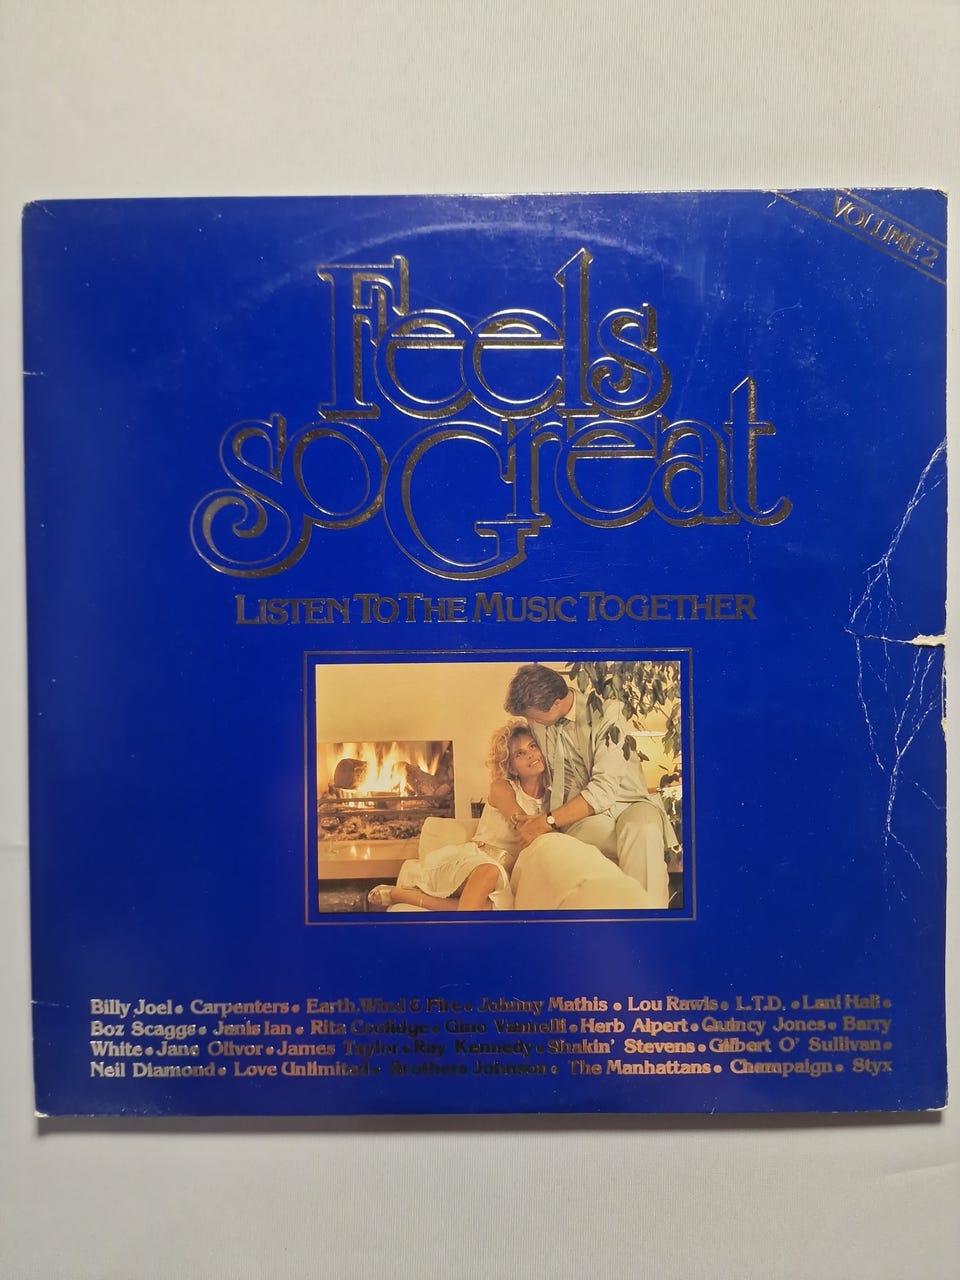 VOLUME 2
Feels
so Great
LISTEN TO THE MUSIC TOGETHER
Billy Joel • Carpenters • Earth, Wind & Fire • Johnny Mathis • Lou Rawls • L.T.D. • Lani Hall •
Boz Scaggs • Janis Ian • Rita Coolidge • Gino Vannelli • Herb Alpert • Quincy Jones • Barry
White • Jane Olivor • James Taylor • Ray Kennedy • Shakin' Stevens • Gilbert O' Sullivan •
Neil Diamond • Love Unlimited • Brothers Johnson • The Manhattans • Champaign • Styx